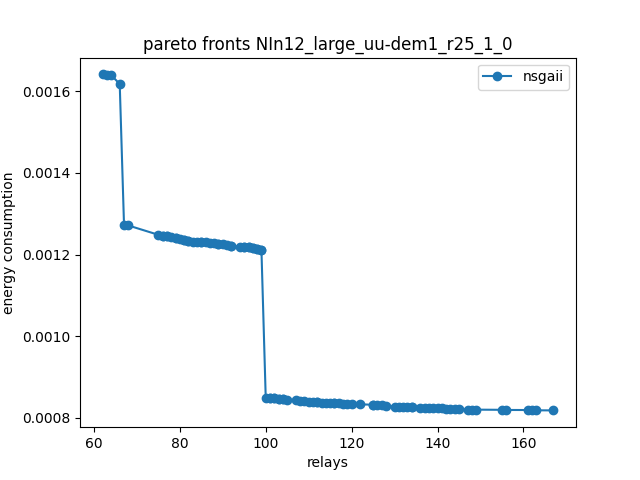 pareto fronts NIn12_large_uu-dem1_r25_1_0
nsgaii
0.0016
0.0014
0.0012
0.0010
0.0008
energy consumption
60 80 100 120 140 160
relays